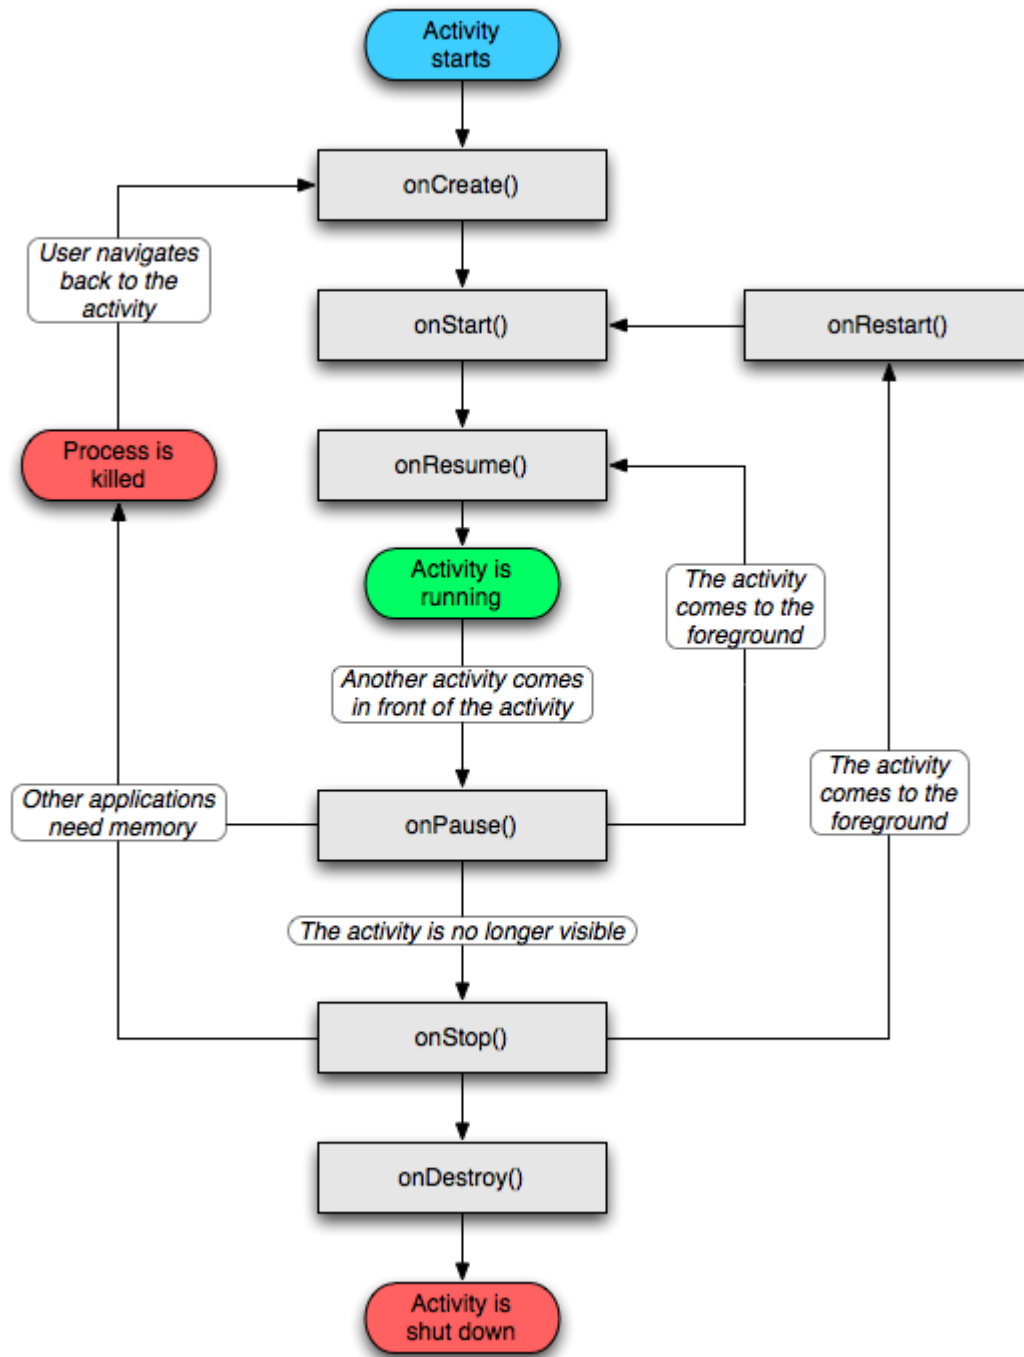 Activity
starts
onCreate()
User navigates
back to the
activity
onStart()
onRestart()
Process is
killed
onResume()
Activity is
running
The activity
comes to the
foreground
Another activity comes
in front of the activity
The activity
comes to the
foreground
Other applications
need memory
onPause()
The activity is no longer visible
onStop()
onDestroy()
Activity is
shut down